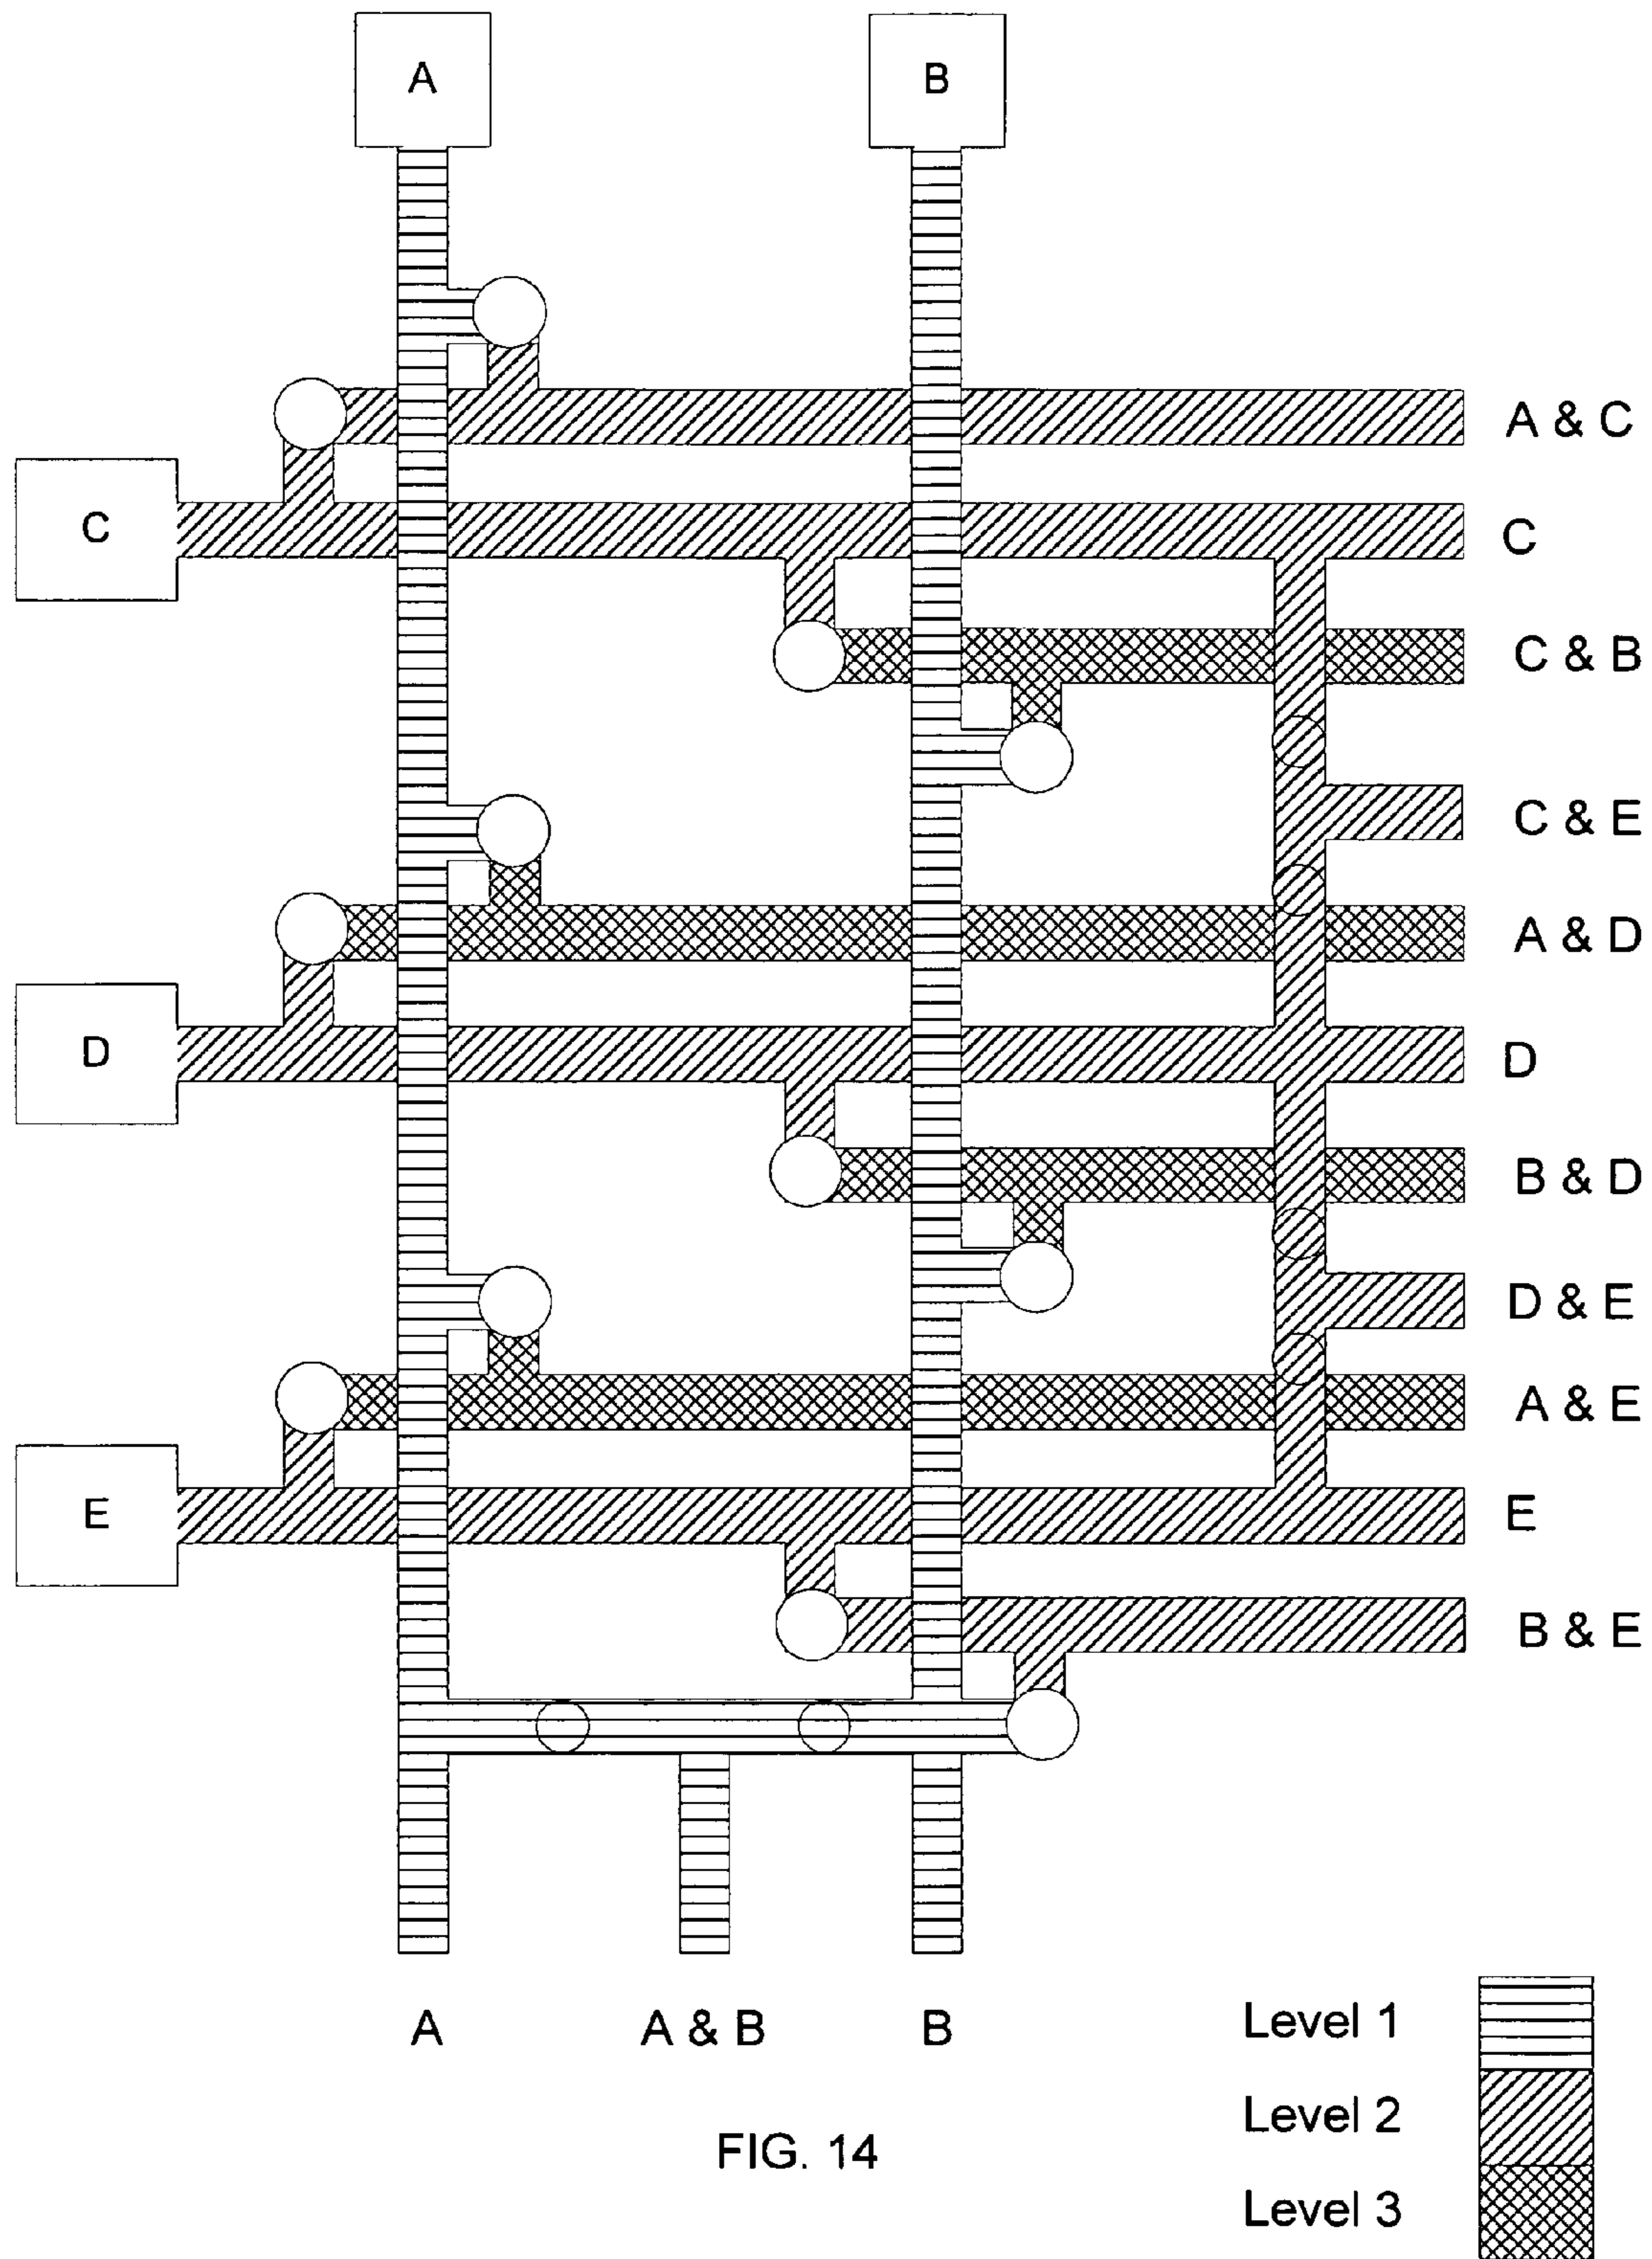 A
B
A & C
C
C
C & B
C & E
A & D
D
D
B & D
D & E
A & E
E
E
B & E
A
A & B
B
Level 1
Level 2
FIG. 14
Level 3